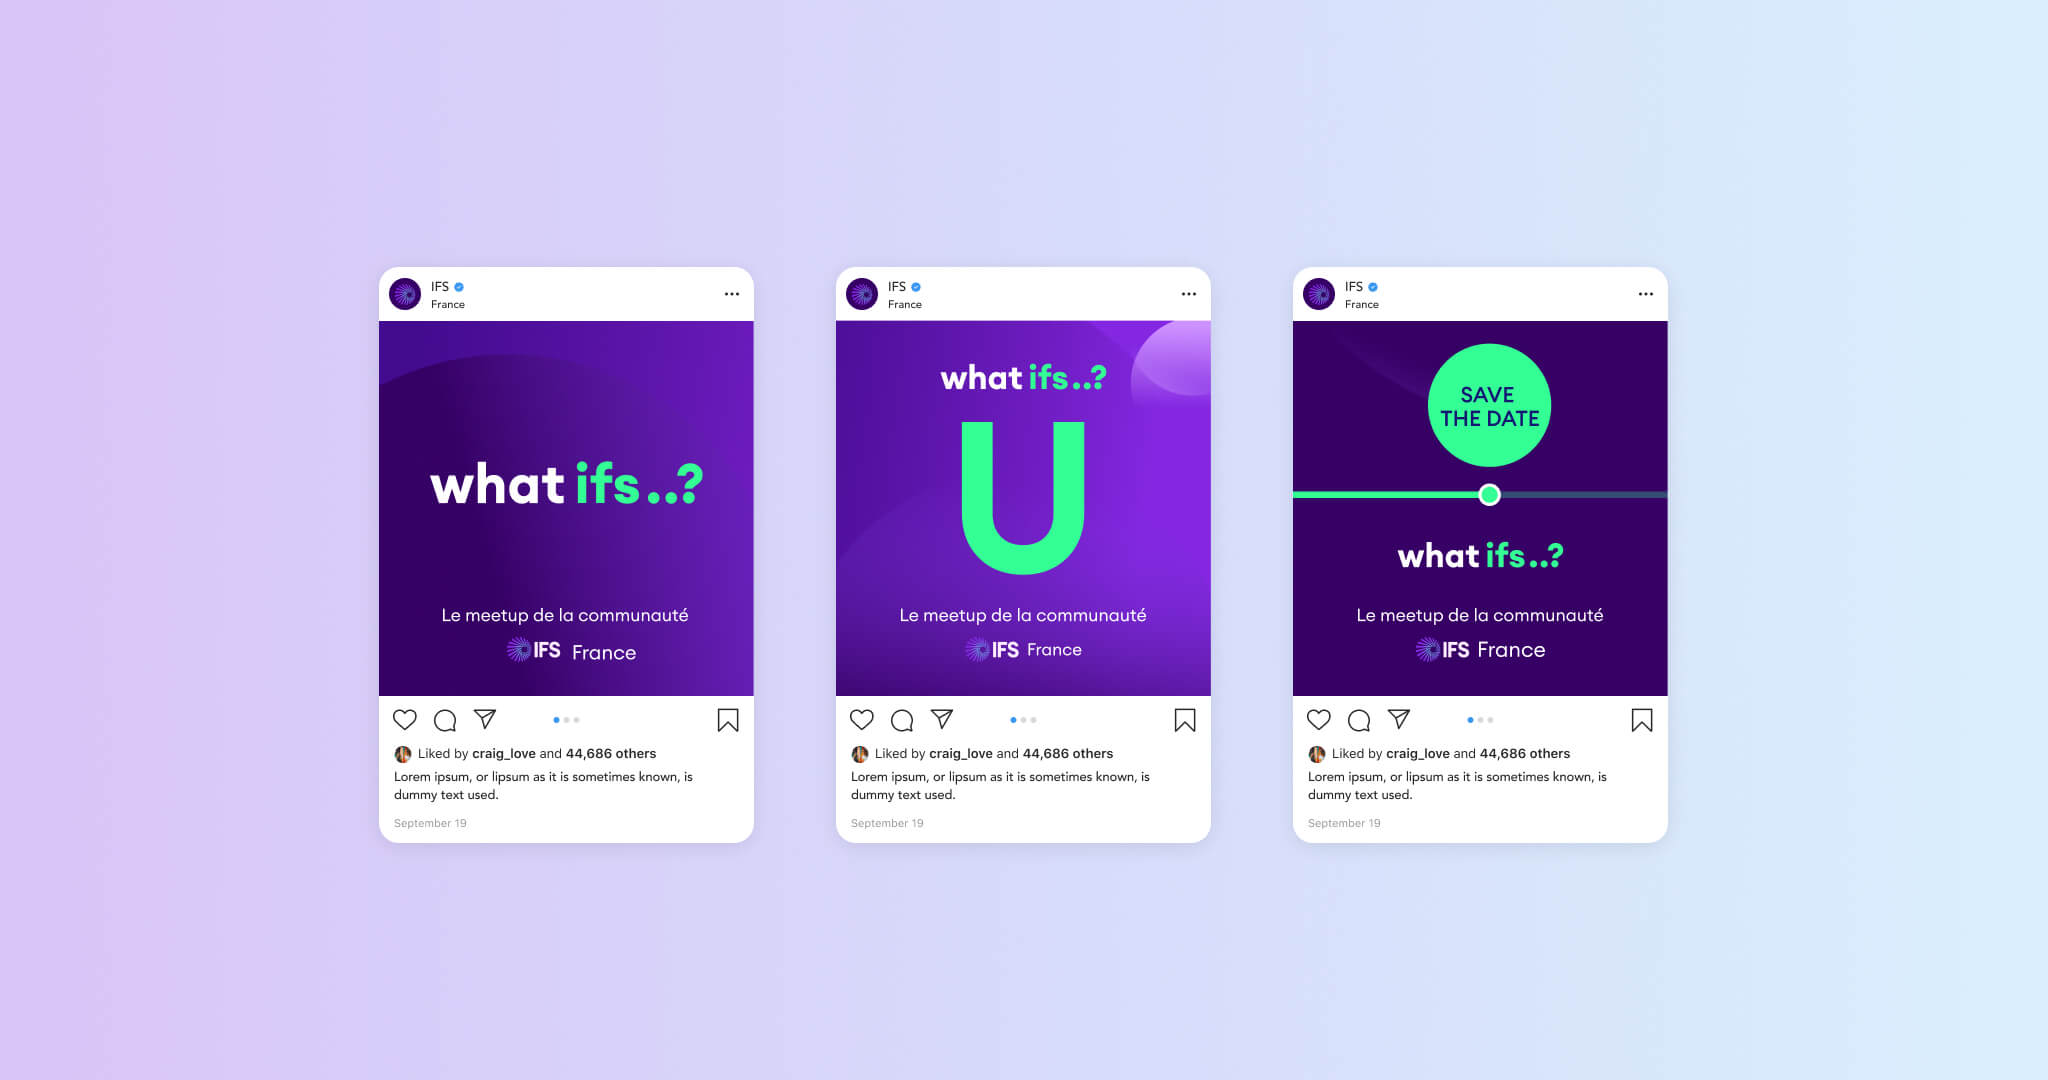 IFS
France
what ifs..?
Le meetup de la communauté
IFS France
Liked by craig_love and 44,686 others
Lorem ipsum, or lipsum as it is sometimes known, is
dummy text used.
September 19
IFS
France
what ifs..?
U
Le meetup de la communauté
IFS France
Liked by craig_love and 44,686 others
Lorem ipsum, or lipsum as it is sometimes known, is
dummy text used.
September 19
IFS
France
SAVE
THE DATE
what ifs..?
Le meetup de la communauté
IFS France
Liked by craig_love and 44,686 others
Lorem ipsum, or lipsum as it is sometimes known, is
dummy text used.
September 19